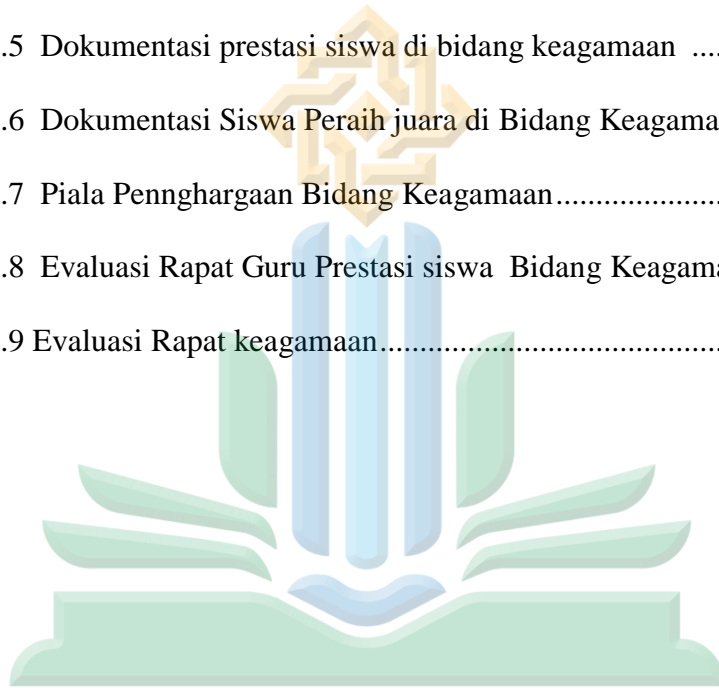 .5 Dokumentasi prestasi siswa di bidang keagamaan ....
.6 Dokumentasi Siswa Peraih juara di Bidang Keagama
.7 Piala Pennghargaan Bidang Keagamaan.....................
.8 Evaluasi Rapat Guru Prestasi siswa Bidang Keagama
.9 Evaluasi Rapat keagamaan...........................................